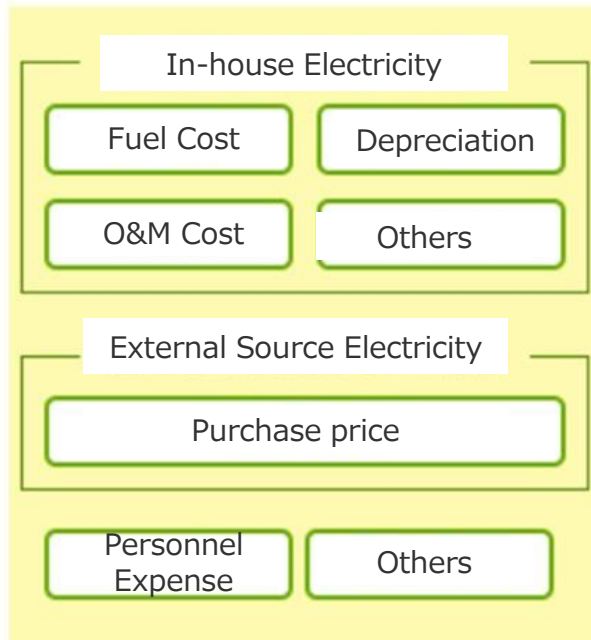 In-house Electricity
Fuel Cost
Depreciation
O&M Cost
Others
External Source Electricity
Purchase price
Personnel
Expense
Others